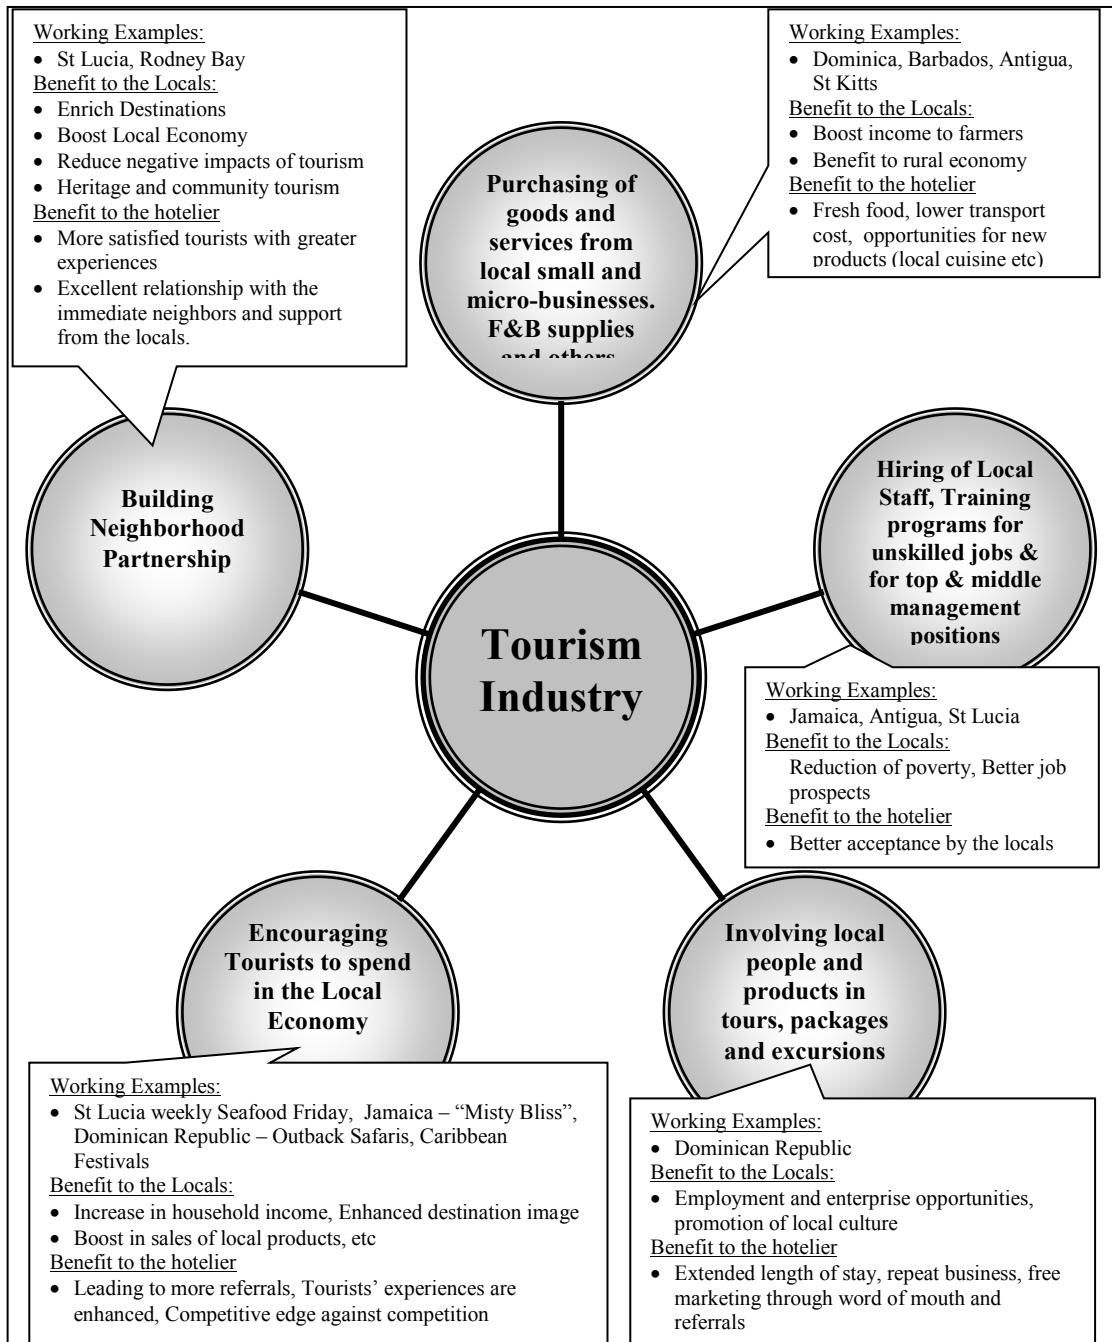 Working Examples:
• St Lucia, Rodney Bay
Benefit to the Locals:
• Enrich Destinations
• Boost Local Economy
• Reduce negative impacts of tourism
• Heritage and community tourism
Benefit to the hotelier
• More satisfied tourists with greater
experiences
• Excellent relationship with the
immediate neighbors and support
from the locals.
Working Examples:
• Dominica, Barbados, Antigua,
St Kitts
Benefit to the Locals:
• Boost income to farmers
• Benefit to rural economy
Benefit to the hotelier
• Fresh food, lower transport
cost, opportunities for new
products (local cuisine etc)
Purchasing of
goods and
services from
local small and
micro-businesses.
F&B supplies
and others
Building
Neighborhood
Partnership
Hiring of Local
Staff, Training
programs for
unskilled jobs &
for top & middle
management
positions
Tourism
Industry
Working Examples:
• Jamaica, Antigua, St Lucia
Benefit to the Locals:
Reduction of poverty, Better job
prospects
Benefit to the hotelier
• Better acceptance by the locals
Encouraging
Tourists to spend
in the Local
Economy
Involving local
people and
products in
tours, packages
and excursions
Working Examples:
• St Lucia weekly Seafood Friday, Jamaica – “Misty Bliss”,
Dominican Republic – Outback Safaris, Caribbean
Festivals
Benefit to the Locals:
• Increase in household income, Enhanced destination image
• Boost in sales of local products, etc
Benefit to the hotelier
• Leading to more referrals, Tourists’ experiences are
enhanced, Competitive edge against competition
Working Examples:
• Dominican Republic
Benefit to the Locals:
• Employment and enterprise opportunities,
promotion of local culture
Benefit to the hotelier
• Extended length of stay, repeat business, free
marketing through word of mouth and
referrals